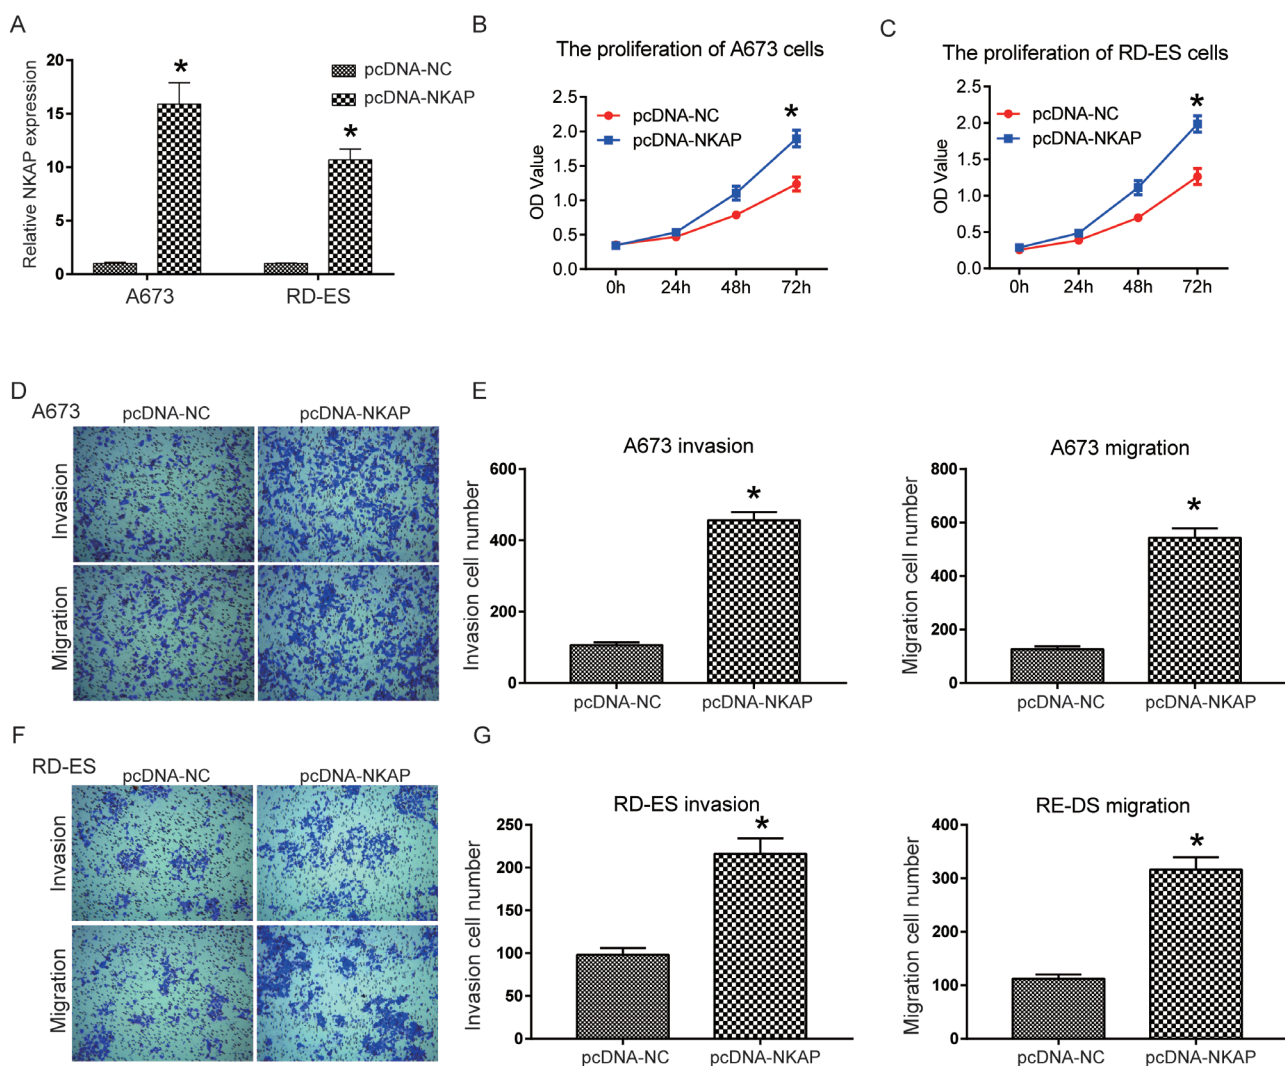 A
Relative NKAP expression
20
15
10
5
0
*
*
pcDNA-NC
pcDNA-NKAP
A673
RD-ES
B
The proliferation of A673 cells
OD Value
2.5
2.0
1.5
1.0
0.5
0.0
pcDNA-NC
pcDNA-NKAP
*
0h 24h 48h 72h
C
The proliferation of RD-ES cells
OD Value
2.5
2.0
1.5
1.0
0.5
0.0
pcDNA-NC
pcDNA-NKAP
*
0h 24h 48h 72h
D
A673
pcDNA-NC pcDNA-NKAP
Invasion
Migration
E
A673 invasion
Invasion cell number
600
400
200
0
*
pcDNA-NC pcDNA-NKAP
A673 migration
Migration cell number
800
600
400
200
0
*
pcDNA-NC pcDNA-NKAP
F
RD-ES
pcDNA-NC pcDNA-NKAP
Invasion
Migration
G
RD-ES invasion
Invasion cell number
250
200
150
100
50
0
*
pcDNA-NC pcDNA-NKAP
RE-DS migration
Migration cell number
400
300
200
100
0
*
pcDNA-NC pcDNA-NKAP